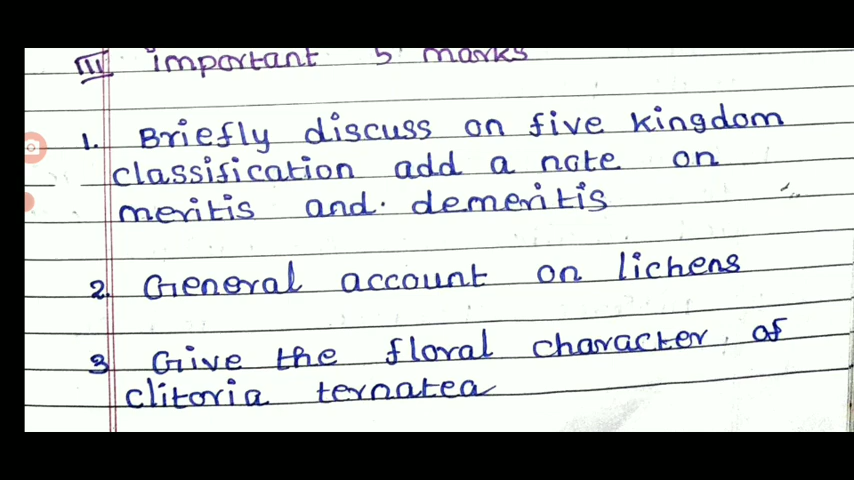 III important 5 marks
1. Briefly discuss on five kingdom
classification add a note on
meritis and. demeritis
2. General account on lichens
3 Give the floral character of
clitoria ternatea